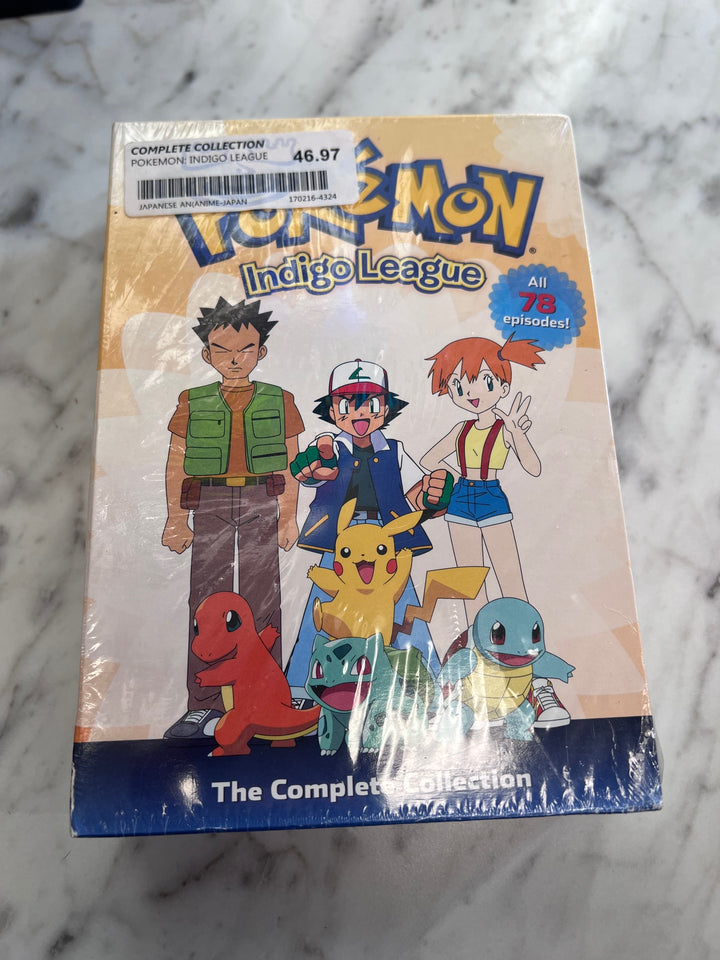 COMPLETE COLLECTION
POKEMON: INDIGO LEAGUE 46.97
JAPANESE AN(ANIME-JAPAN 170216-4324
POKéMON®
Indigo League
All
78
episodes!
The Complete Collection